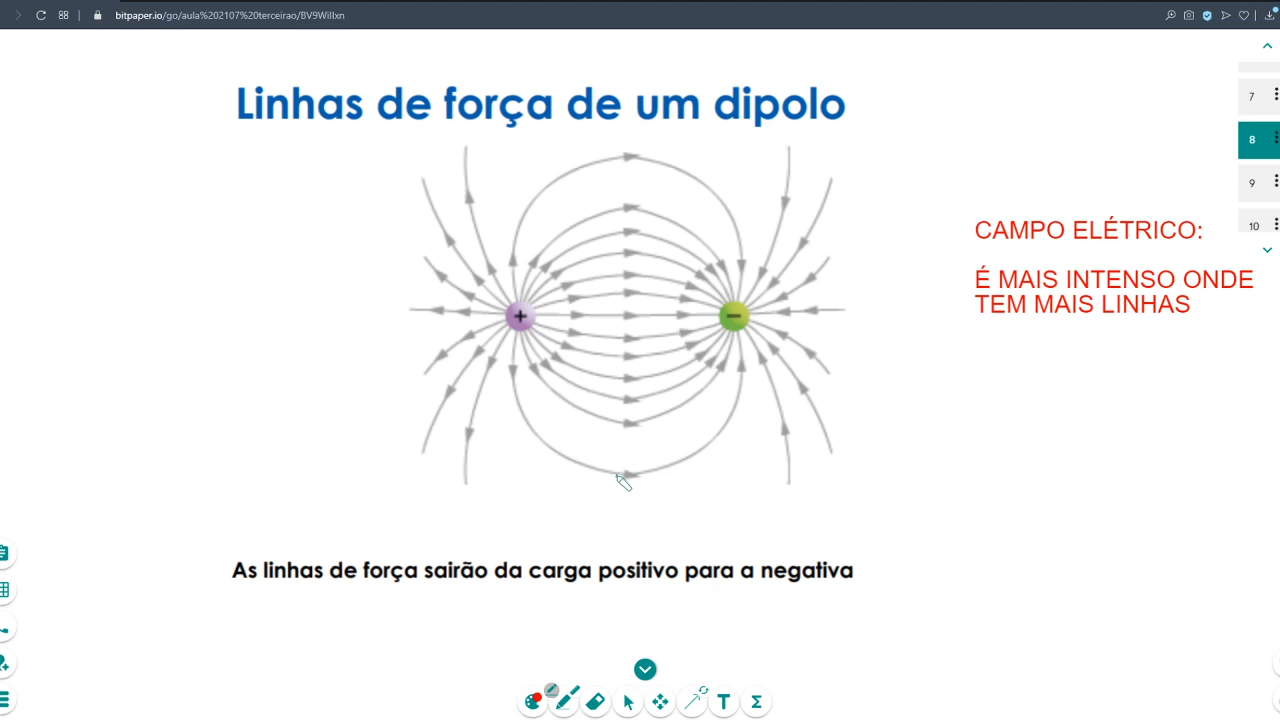 bitpaper.io/go/aula%202107%20terceirao/BV9Willxn
Linhas de força de um dipolo
7
8
9
10
CAMPO ELÉTRICO:
É MAIS INTENSO ONDE
TEM MAIS LINHAS
+
−
As linhas de força sairão da carga positivo para a negativa
T
Σ